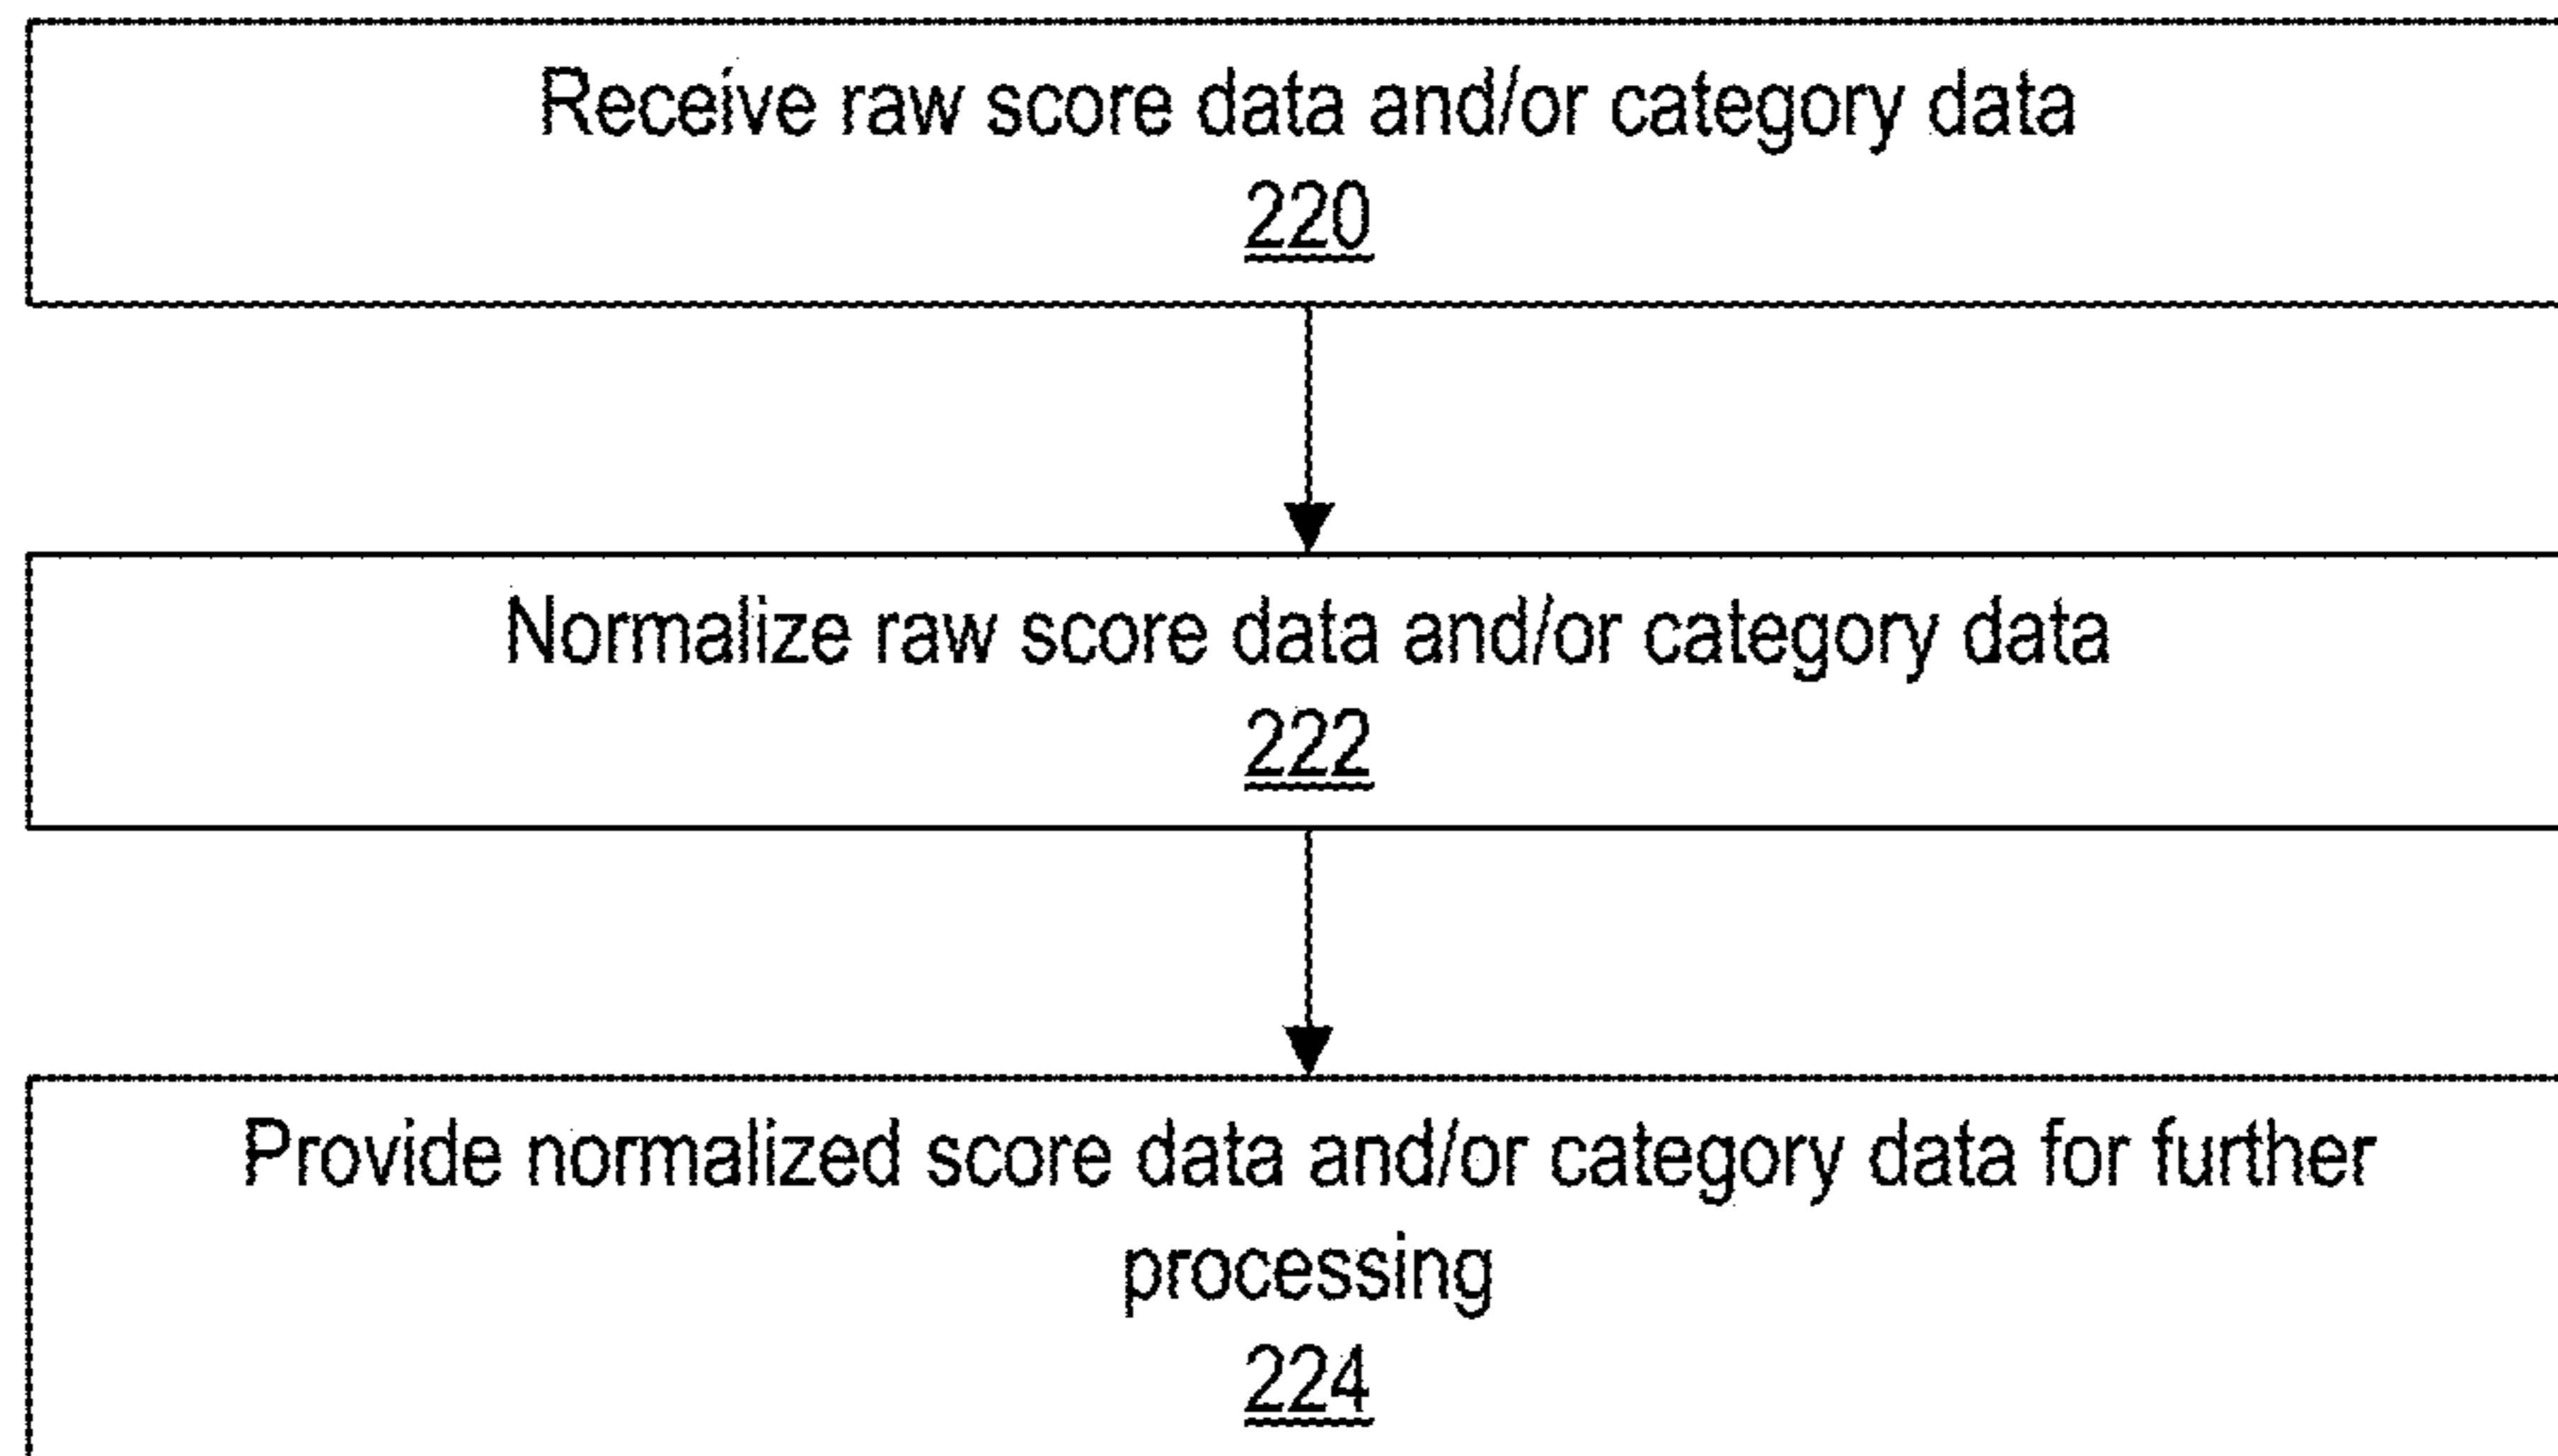 Receive raw score data and/or category data
220
Normalize raw score data and/or category data
222
Provide normalized score data and/or category data for further
processing
224